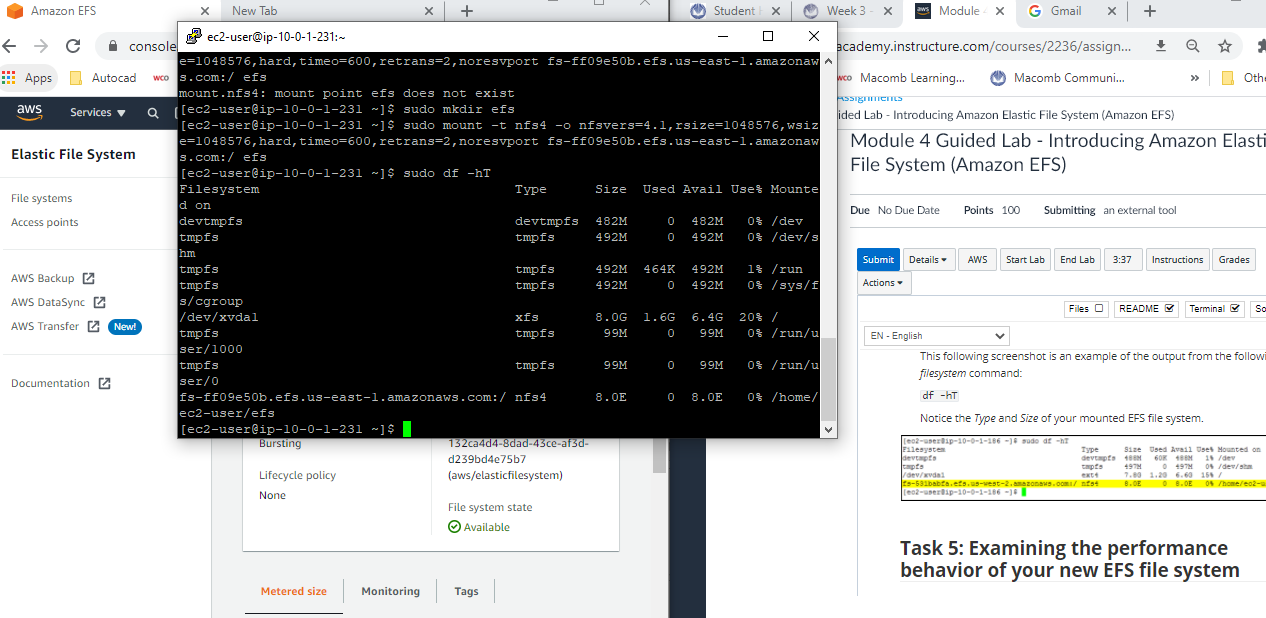 Amazon EFS
New Tab
Student
Week 3 -
Module -
Gmail
console
academy.instructure.com/courses/2236/assign...
Apps
Autocad
wco
wco
Macomb Learning...
Macomb Communi...
»
Othe
aws
Services
Elastic File System
File systems
Access points
AWS Backup
AWS DataSync
AWS Transfer
New!
Documentation
ec2-user@ip-10-0-1-231:~
e=1048576,hard,timeo=600,retrans=2,noresvport fs-ff09e50b.efs.us-east-1.amazonaw
s.com:/ efs
mount.nfs4: mount point efs does not exist
[ec2-user@ip-10-0-1-231 ~]$ sudo mkdir efs
[ec2-user@ip-10-0-1-231 ~]$ sudo mount -t nfs4 -o nfsvers=4.1,rsize=1048576,wsiz
e=1048576,hard,timeo=600,retrans=2,noresvport fs-ff09e50b.efs.us-east-1.amazonaw
s.com:/ efs
[ec2-user@ip-10-0-1-231 ~]$ sudo df -hT
Filesystem Type Size Used Avail Use% Mounte
d on
devtmpfs devtmpfs 482M 0 482M 0% /dev
tmpfs tmpfs 492M 0 492M 0% /dev/s
hm
tmpfs tmpfs 492M 464K 492M 1% /run
tmpfs tmpfs 492M 0 492M 0% /sys/f
s/cgroup
/dev/xvda1 xfs 8.0G 1.6G 6.4G 20% /
tmpfs tmpfs 99M 0 99M 0% /run/u
ser/1000
tmpfs tmpfs 99M 0 99M 0% /run/u
ser/0
fs-ff09e50b.efs.us-east-1.amazonaws.com:/ nfs4 8.0E 0 8.0E 0% /home/
ec2-user/efs
[ec2-user@ip-10-0-1-231 ~]$
Bursting
Lifecycle policy
None
132ca4d4-8dad-43ce-af3d-
d239bd4e75b7
(aws/elasticfilesystem)
File system state
Available
Metered size
Monitoring
Tags
Assignments
ided Lab - Introducing Amazon Elastic File System (Amazon EFS)
Module 4 Guided Lab - Introducing Amazon Elasti
File System (Amazon EFS)
Due No Due Date Points 100 Submitting an external tool
Submit Details AWS Start Lab End Lab 3:37 Instructions Grades
Actions
Files README Terminal So
EN - English
This following screenshot is an example of the output from the followi
filesystem command:
df -hT
Notice the Type and Size of your mounted EFS file system.
[ec2-user@ip-10-0-1-186 ~]$ sudo df -hT
Filesystem Type Size Used Avail Use% Mounted on
devtmpfs devtmpfs 488M 60K 488M 1% /dev
tmpfs tmpfs 497M 0 497M 0% /dev/shm
/dev/xvda1 ext4 7.8G 1.2G 6.6G 15% /
nfs4 8.0E 0 8.0E 0% /home/ec2-u
[ec2-user@ip-10-0-1-186 ~]$
Task 5: Examining the performance
behavior of your new EFS file system